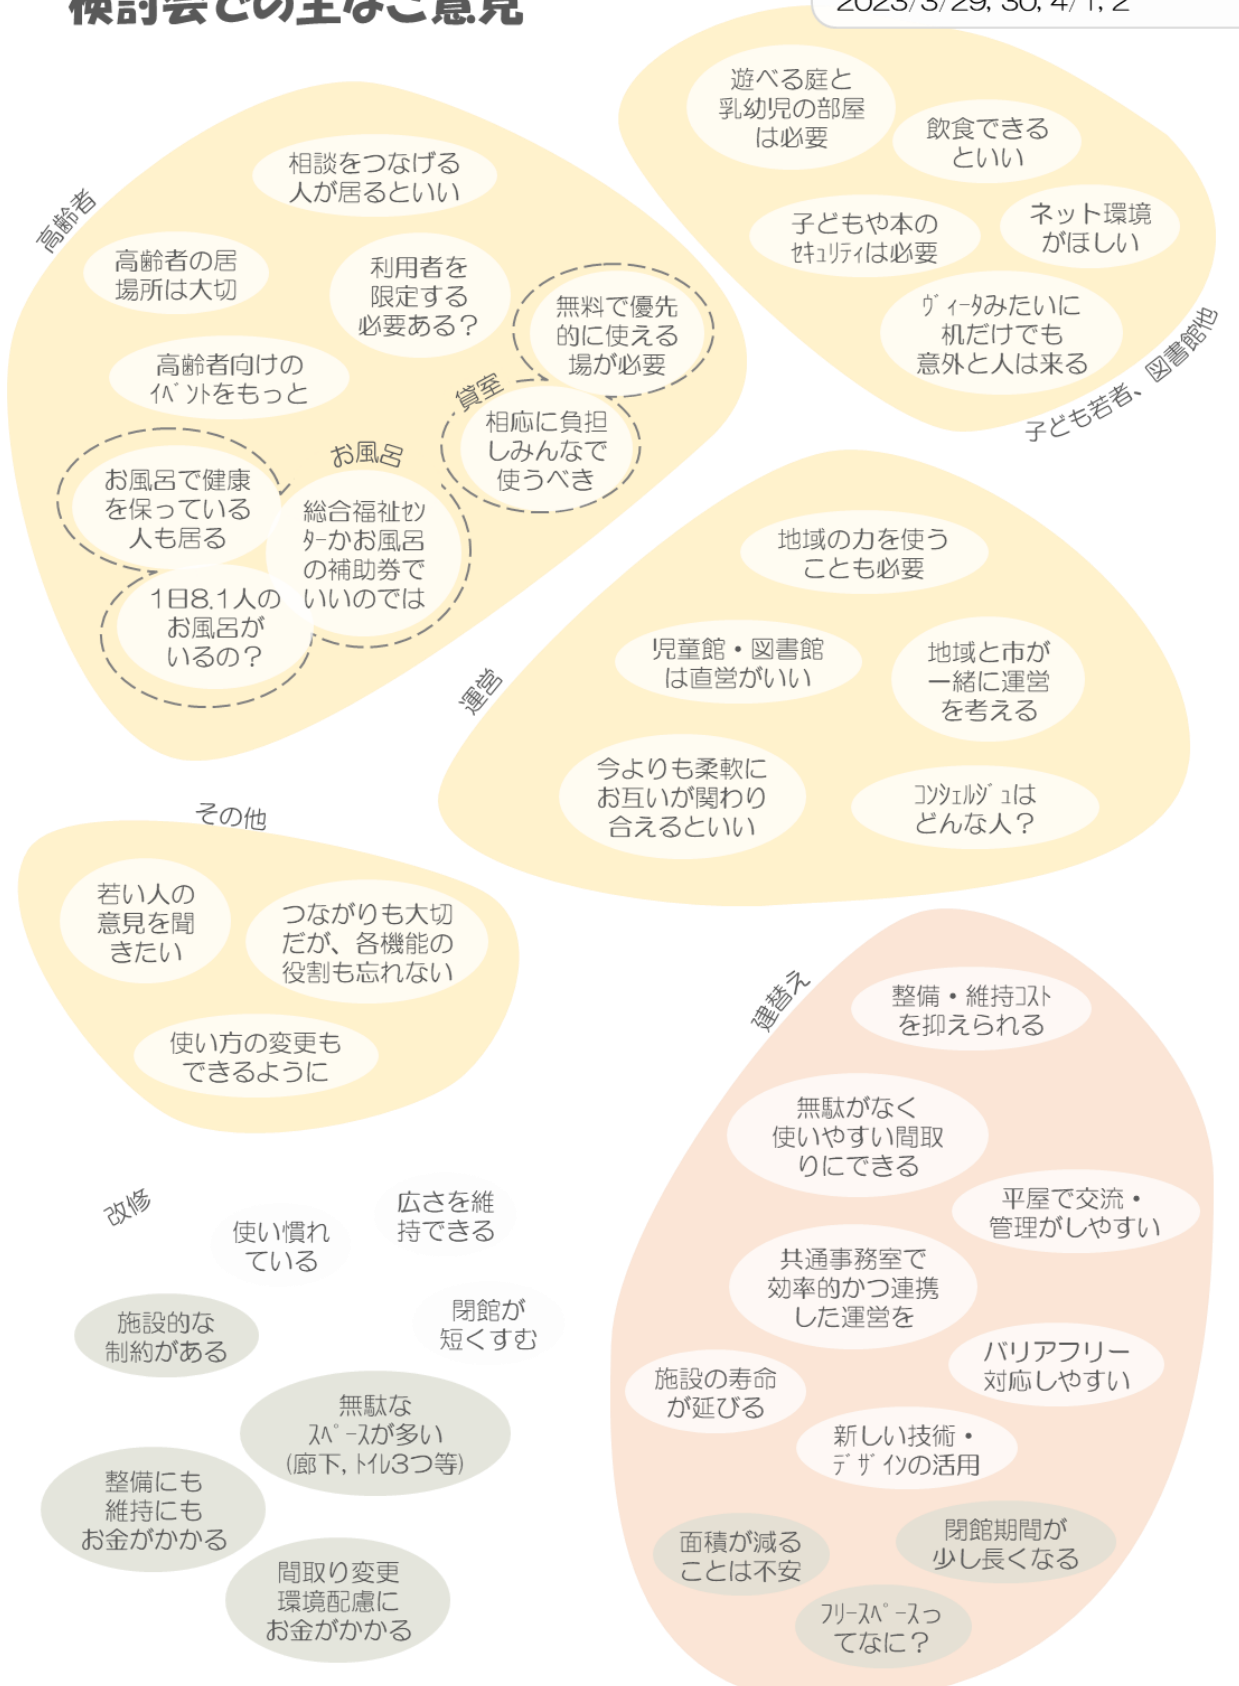 検討会での主なご意見
2023/3/29, 30, 4/1, 2
高齢者
相談をつなげる
人が居るといい
高齢者の居
場所は大切
利用者を
限定する
必要ある?
高齢者向けの
ｲﾍﾞﾝﾄをもっと
貸室
無料で優先
的に使える
場が必要
相応に負担
しみんなで
使うべき
お風呂
お風呂で健康
を保っている
人も居る
総合福祉ｾﾝ
ﾀｰかお風呂
の補助券で
いいのでは
1日8.1人の
お風呂が
いるの?
子ども若者、図書館他
遊べる庭と
乳幼児の部屋
は必要
飲食できる
といい
子どもや本の
ｾｷｭﾘﾃｨは必要
ネット環境
がほしい
ｳﾞｨｰﾀみたいに
机だけでも
意外と人は来る
運営
地域の力を使う
ことも必要
児童館・図書館
は直営がいい
地域と市が
一緒に運営
を考える
今よりも柔軟に
お互いが関わり
合えるといい
ｺﾝｼｪﾙｼﾞｭは
どんな人?
その他
若い人の
意見を聞
きたい
つながりも大切
だが、各機能の
役割も忘れない
使い方の変更も
できるように
改修
使い慣れ
ている
広さを維
持できる
閉館が
短くすむ
施設的な
制約がある
無駄な
ｽﾍﾟｰｽが多い
(廊下,ﾄｲﾚ3つ等)
整備にも
維持にも
お金がかかる
間取り変更
環境配慮に
お金がかかる
建替え
整備・維持ｺｽﾄ
を抑えられる
無駄がなく
使いやすい間取
りにできる
平屋で交流・
管理がしやすい
共通事務室で
効率的かつ連携
した運営を
バリアフリー
対応しやすい
施設の寿命
が延びる
新しい技術・
ﾃﾞｻﾞｲﾝの活用
面積が減る
ことは不安
閉館期間が
少し長くなる
ﾌﾘｰｽﾍﾟｰｽっ
てなに?